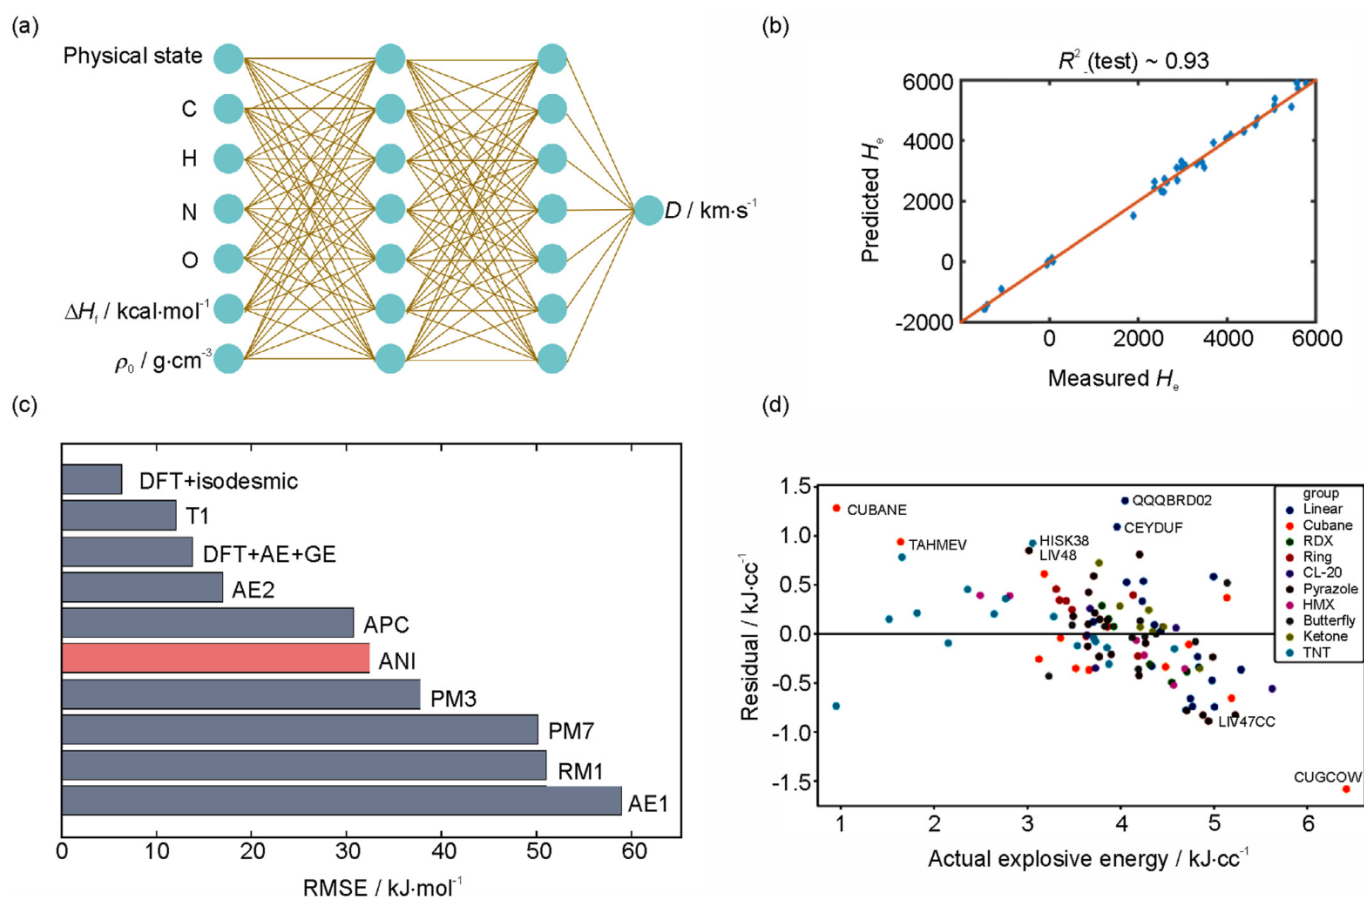 (a)
Physical state
C
H
N
O
ΔHf / kcal·mol⁻¹
ρ₀ / g·cm⁻³
D / km·s⁻¹
(b)
R² (test) ~ 0.93
6000
4000
2000
0
-2000
Predicted Hₑ
0 2000 4000 6000
Measured Hₑ
(c)
DFT+isodesmic
T1
DFT+AE+GE
AE2
APC
ANI
PM3
PM7
RM1
AE1
0 10 20 30 40 50 60
RMSE / kJ·mol⁻¹
(d)
1.5
1.0
0.5
0.0
-0.5
-1.0
-1.5
Residual / kJ·cc⁻¹
CUBANE
TAHMEV
HISK38
LIV48
QQQBRD02
CEYDUF
LIV47CC
CUGCOW
group
Linear
Cubane
RDX
Ring
CL-20
Pyrazole
HMX
Butterfly
Ketone
TNT
1 2 3 4 5 6
Actual explosive energy / kJ·cc⁻¹